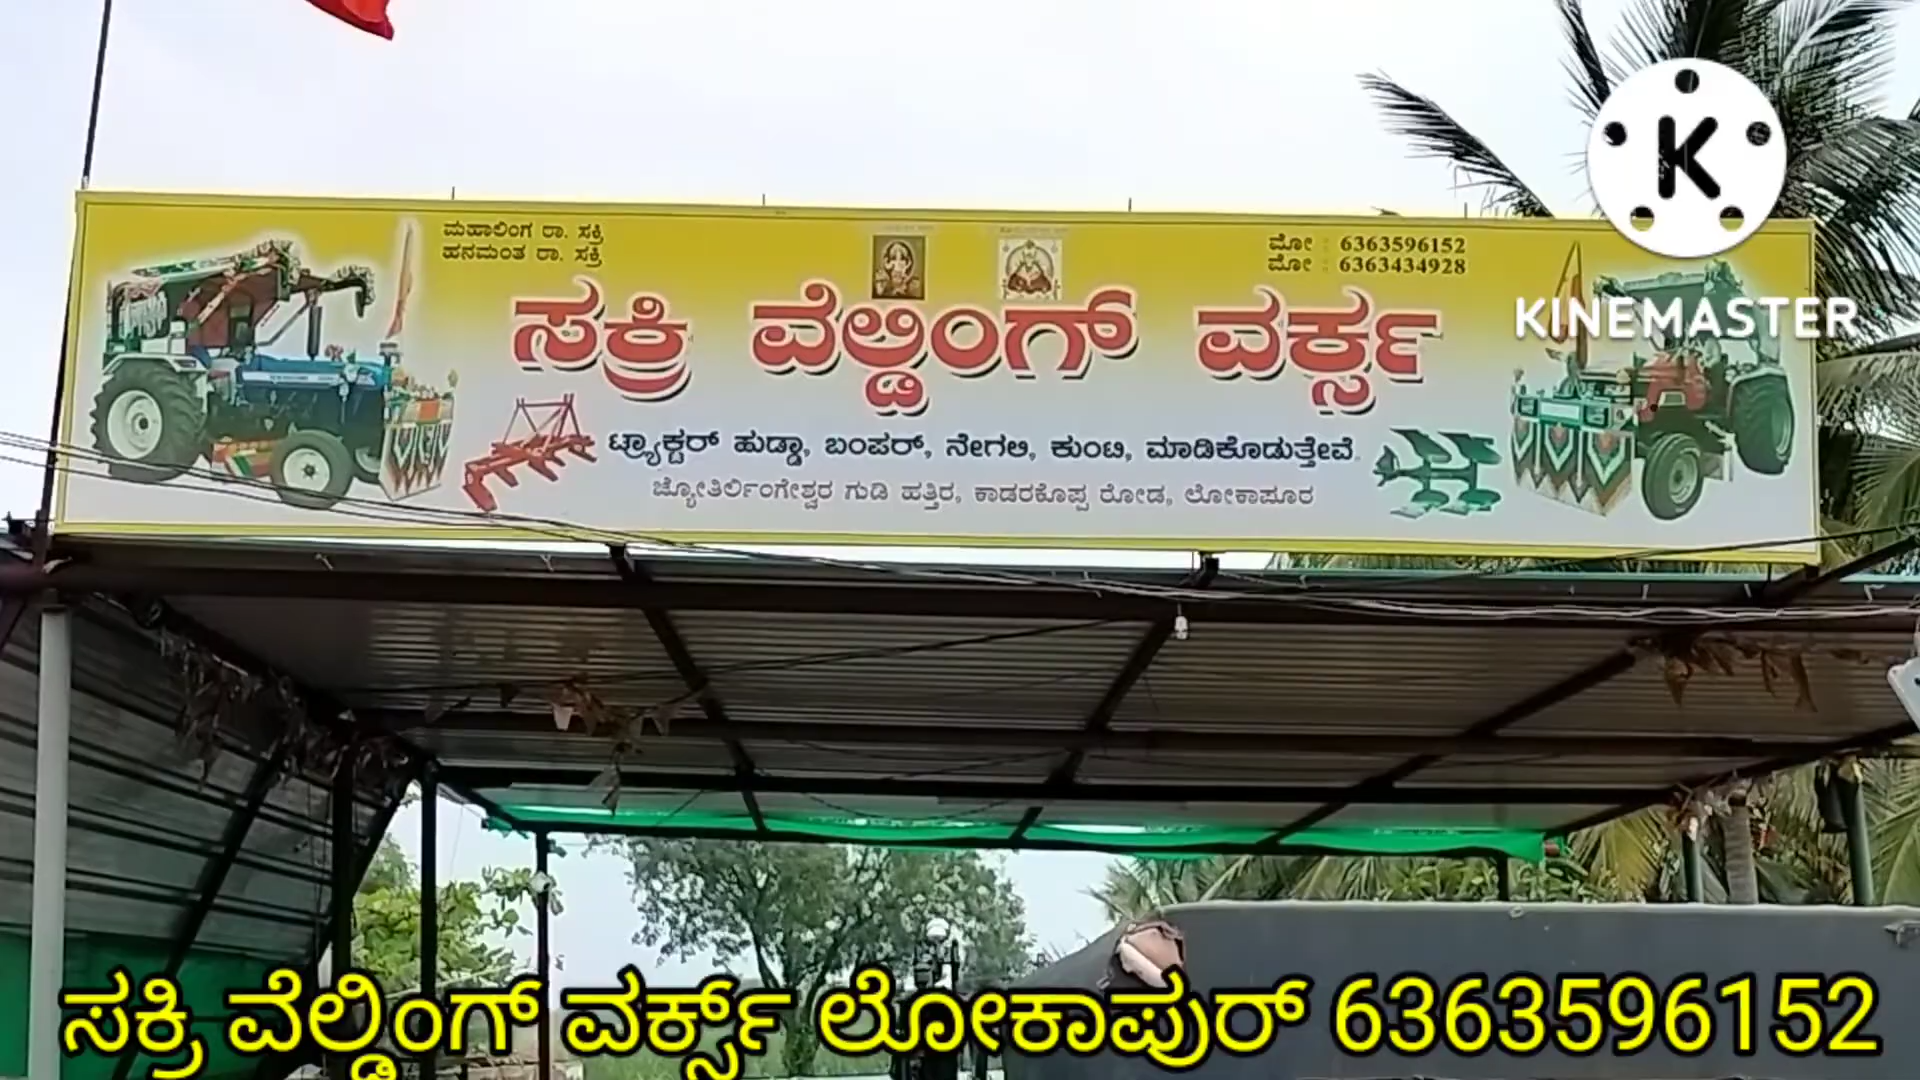 ಮಹಾಲಿಂಗ ರಾ. ಸಕ್ರಿ
ಹನಮಂತ ರಾ. ಸಕ್ರಿ
ಮೋ : 6363596152
ಮೋ : 6363434928
ಸಕ್ರಿ ವೆಲ್ಡಿಂಗ್ ವರ್ಕ್ಸ
ಟ್ರ್ಯಾಕ್ಟರ್ ಹುಡ್ಡಾ, ಬಂಪರ್, ನೇಗಲಿ, ಕುಂಟಿ, ಮಾಡಿಕೊಡುತ್ತೇವೆ.
ಜ್ಯೋತಿರ್ಲಿಂಗೇಶ್ವರ ಗುಡಿ ಹತ್ತಿರ, ಕಾಡರಕೊಪ್ಪ ರೋಡ, ಲೋಕಾಪೂರ
K
KINEMASTER
ಸಕ್ರಿ ವೆಲ್ಡಿಂಗ್ ವರ್ಕ್ಸ್ ಲೋಕಾಪುರ್ 6363596152